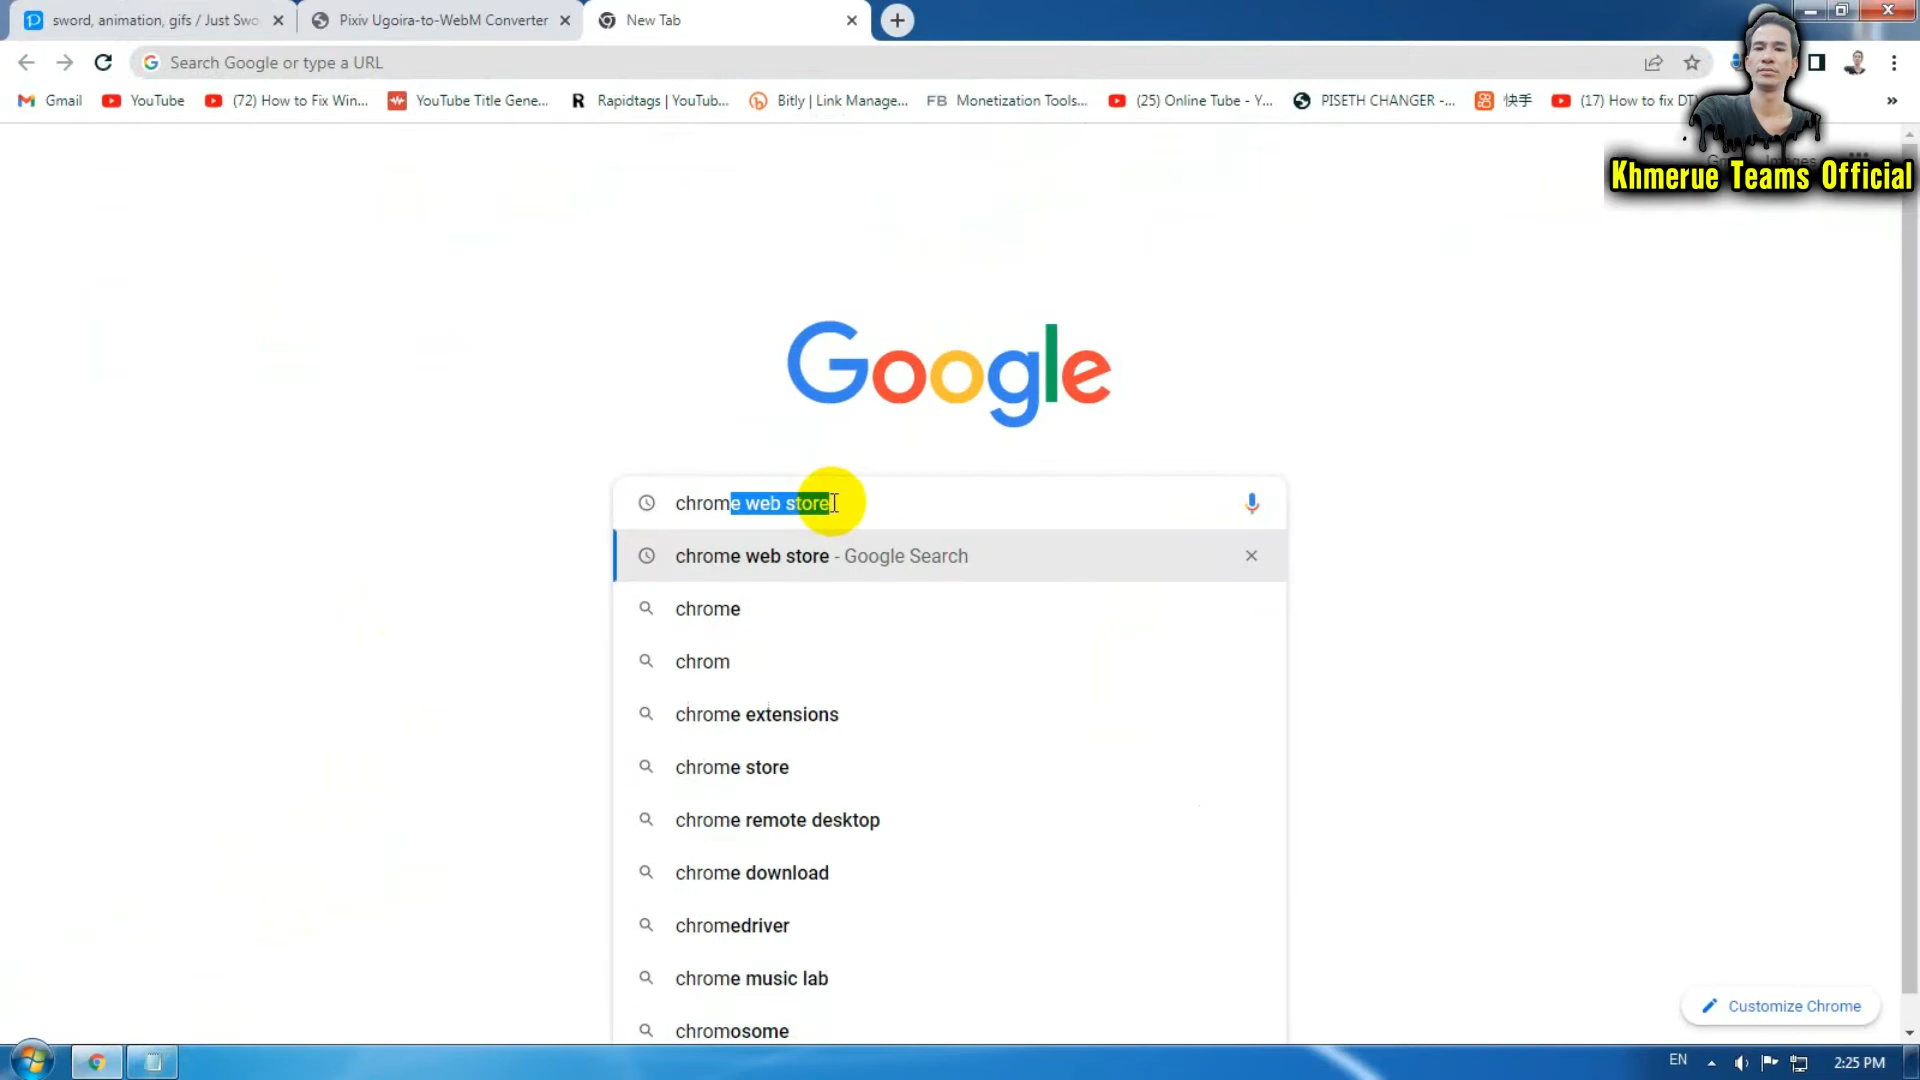 sword, animation, gifs / Just Swo
Pixiv Ugoira-to-WebM Converter
New Tab
Search Google or type a URL
Gmail
YouTube
(72) How to Fix Win...
YouTube Title Gene...
Rapidtags | YouTub...
Bitly | Link Manage...
FB Monetization Tools...
(25) Online Tube - Y...
PISETH CHANGER -...
快手
(17) How to fix DT
Khmerue Teams Official
Google
chrome web store
chrome web store - Google Search
chrome
chrom
chrome extensions
chrome store
chrome remote desktop
chrome download
chromedriver
chrome music lab
chromosome
Customize Chrome
EN
2:25 PM